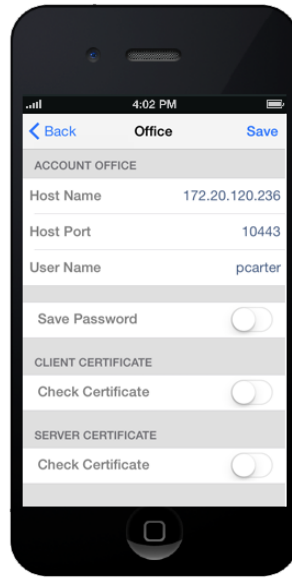 4:02 PM
Back Office Save
ACCOUNT OFFICE
Host Name 172.20.120.236
Host Port 10443
User Name pcarter
Save Password
CLIENT CERTIFICATE
Check Certificate
SERVER CERTIFICATE
Check Certificate